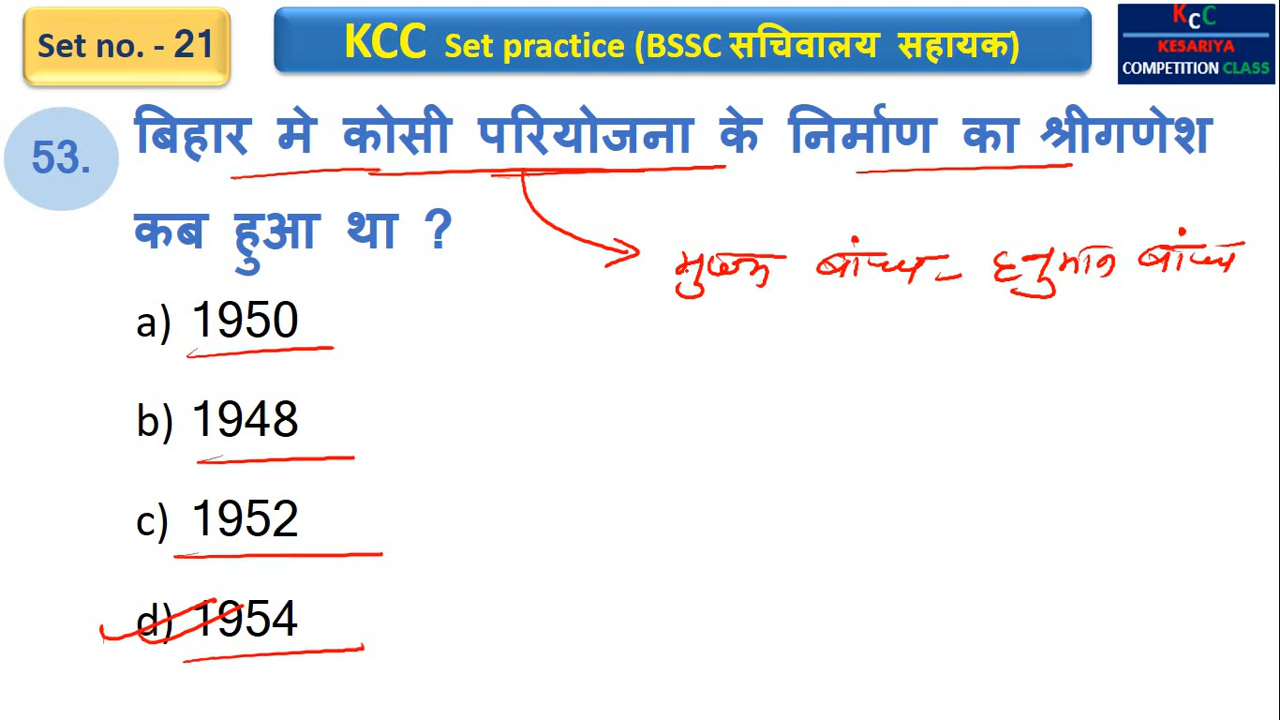 Set no. - 21
KCC Set practice (BSSC सचिवालय सहायक)
KCC
KESARIYA
COMPETITION CLASS
53. बिहार मे कोसी परियोजना के निर्माण का श्रीगणेश
कब हुआ था ?
मुख्य बांध - हनुमान बांध
a) 1950
b) 1948
c) 1952
d) 1954